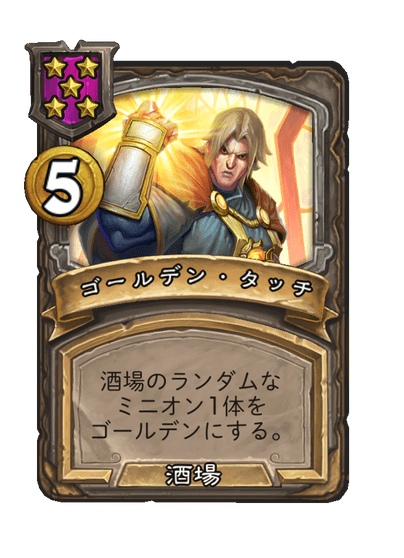 5
ゴールデン・タッチ
酒場のランダムな
ミニオン1体を
ゴールデンにする。
酒場